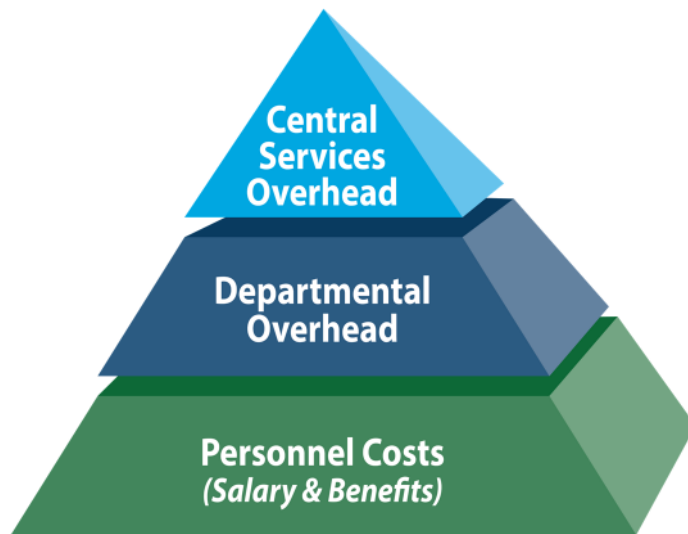 Central
Services
Overhead
Departmental
Overhead
Personnel Costs
(Salary & Benefits)